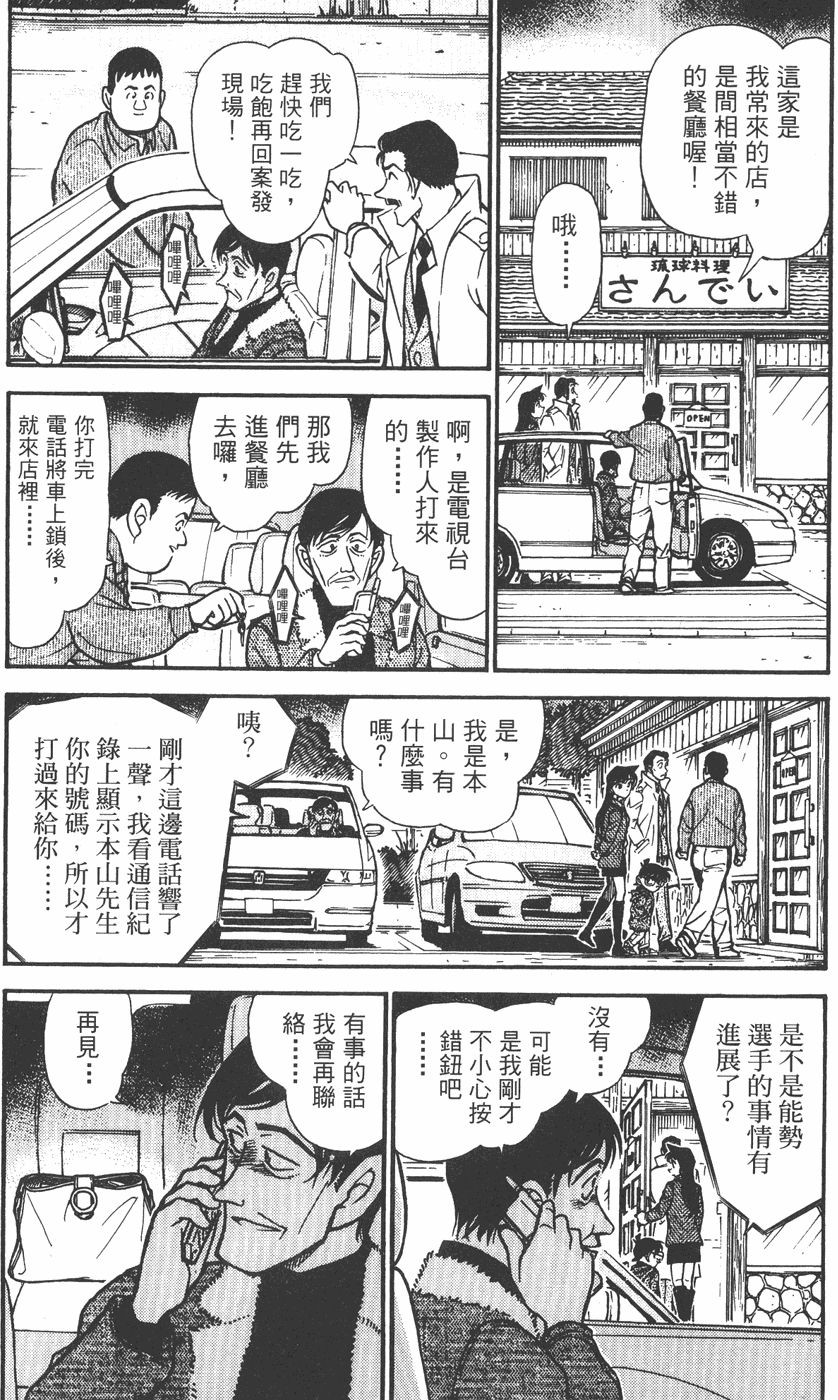 這家是
我常來的店，
是間相當不錯
的餐廳喔！
哦……
琉球料理
さんでい
OPEN
我們
趕快吃一吃，
吃飽再回案發
現場！
嗶哩哩
嗶哩哩
啊，是電視台
製作人打來
的……
嗶哩哩
嗶哩哩
那我
們先
進餐廳
去囉，
你打完
電話將車上鎖後，
就來店裡……
OPEN
是，
我是本
山。有
什麼事
嗎？
咦？
剛才這邊電話響了
一聲，我看通信紀
錄上顯示本山先生
你的號碼，所以才
打過來給你……
是不是能勢
選手的事情有
進展了？
沒有…
可能
是我剛才
不小心按
錯鈕吧
……
有事的話
我會再聯
絡……
再見…